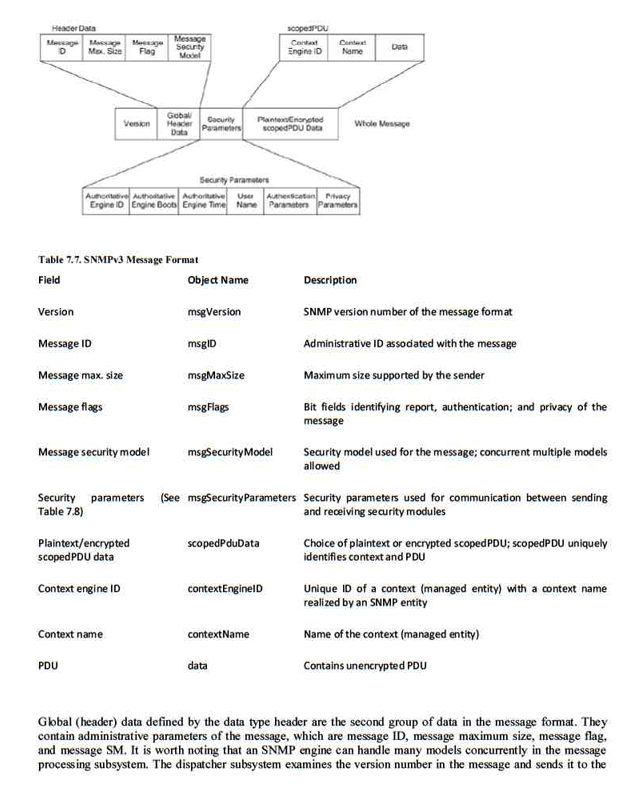 Header Data
scopedPDU
Message ID
Message Max. Size
Message Flag
Message Security Model
Context Engine ID
Context Name
Data
Version
Global/ Header Data
Security Parameters
Plaintext/Encrypted scopedPDU Data
Whole Message
Security Parameters
Authoritative Engine ID
Authoritative Engine Boots
Authoritative Engine Time
User Name
Authentication Parameters
Privacy Parameters
Table 7.7. SNMPv3 Message Format
Field Object Name Description
Version msgVersion SNMP version number of the message format
Message ID msgID Administrative ID associated with the message
Message max. size msgMaxSize Maximum size supported by the sender
Message flags msgFlags Bit fields identifying report, authentication; and privacy of the
message
Message security model msgSecurityModel Security model used for the message; concurrent multiple models
allowed
Security parameters (See msgSecurityParameters Security parameters used for communication between sending
Table 7.8) and receiving security modules
Plaintext/encrypted scopedPduData Choice of plaintext or encrypted scopedPDU; scopedPDU uniquely
scopedPDU data identifies context and PDU
Context engine ID contextEngineID Unique ID of a context (managed entity) with a context name
realized by an SNMP entity
Context name contextName Name of the context (managed entity)
PDU data Contains unencrypted PDU
Global (header) data defined by the data type header are the second group of data in the message format. They
contain administrative parameters of the message, which are message ID, message maximum size, message flag,
and message SM. It is worth noting that an SNMP engine can handle many models concurrently in the message
processing subsystem. The dispatcher subsystem examines the version number in the message and sends it to the